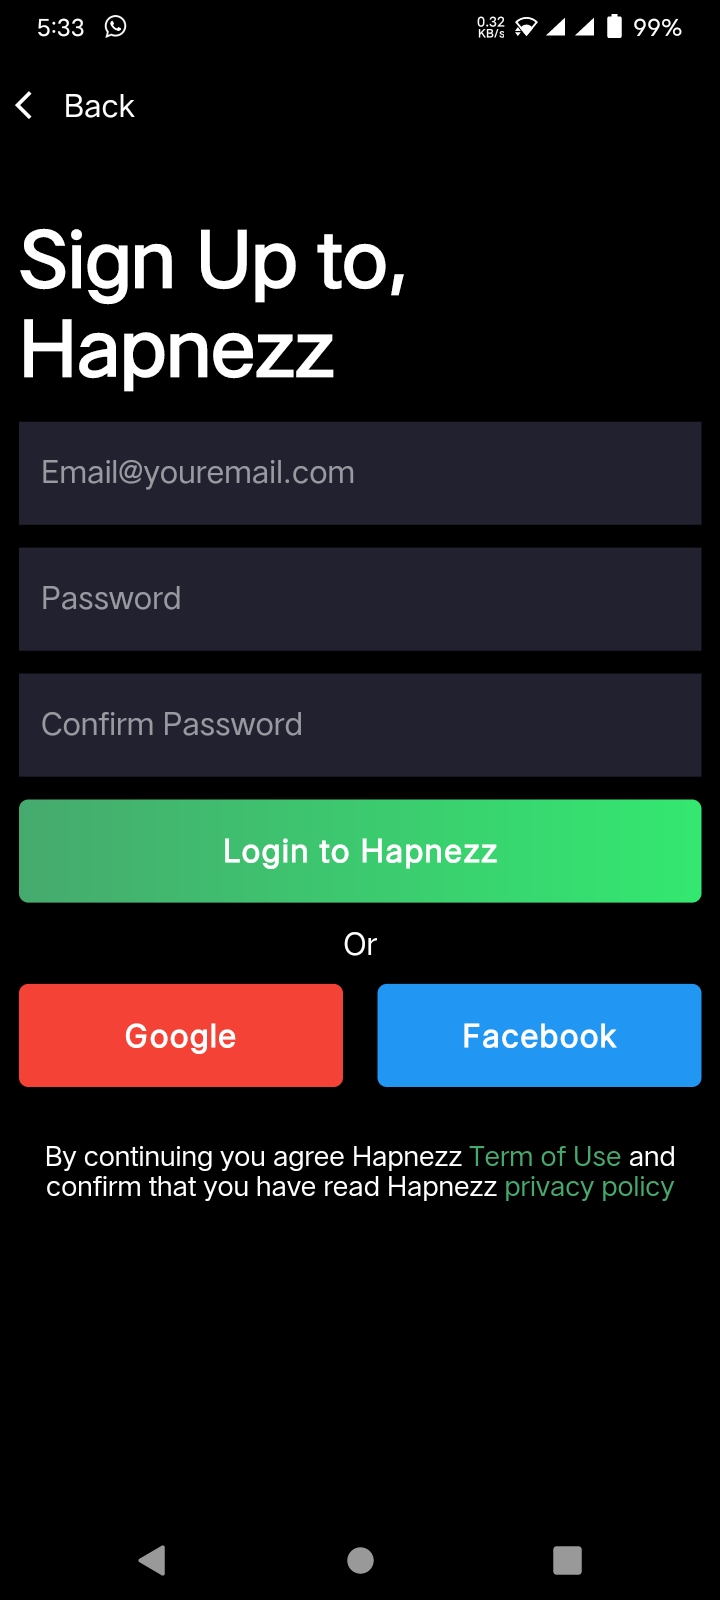 5:33
0.32
KB/s
99%
Back
Sign Up to,
Hapnezz
Email@youremail.com
Password
Confirm Password
Login to Hapnezz
Or
Google
Facebook
By continuing you agree Hapnezz Term of Use and
confirm that you have read Hapnezz privacy policy